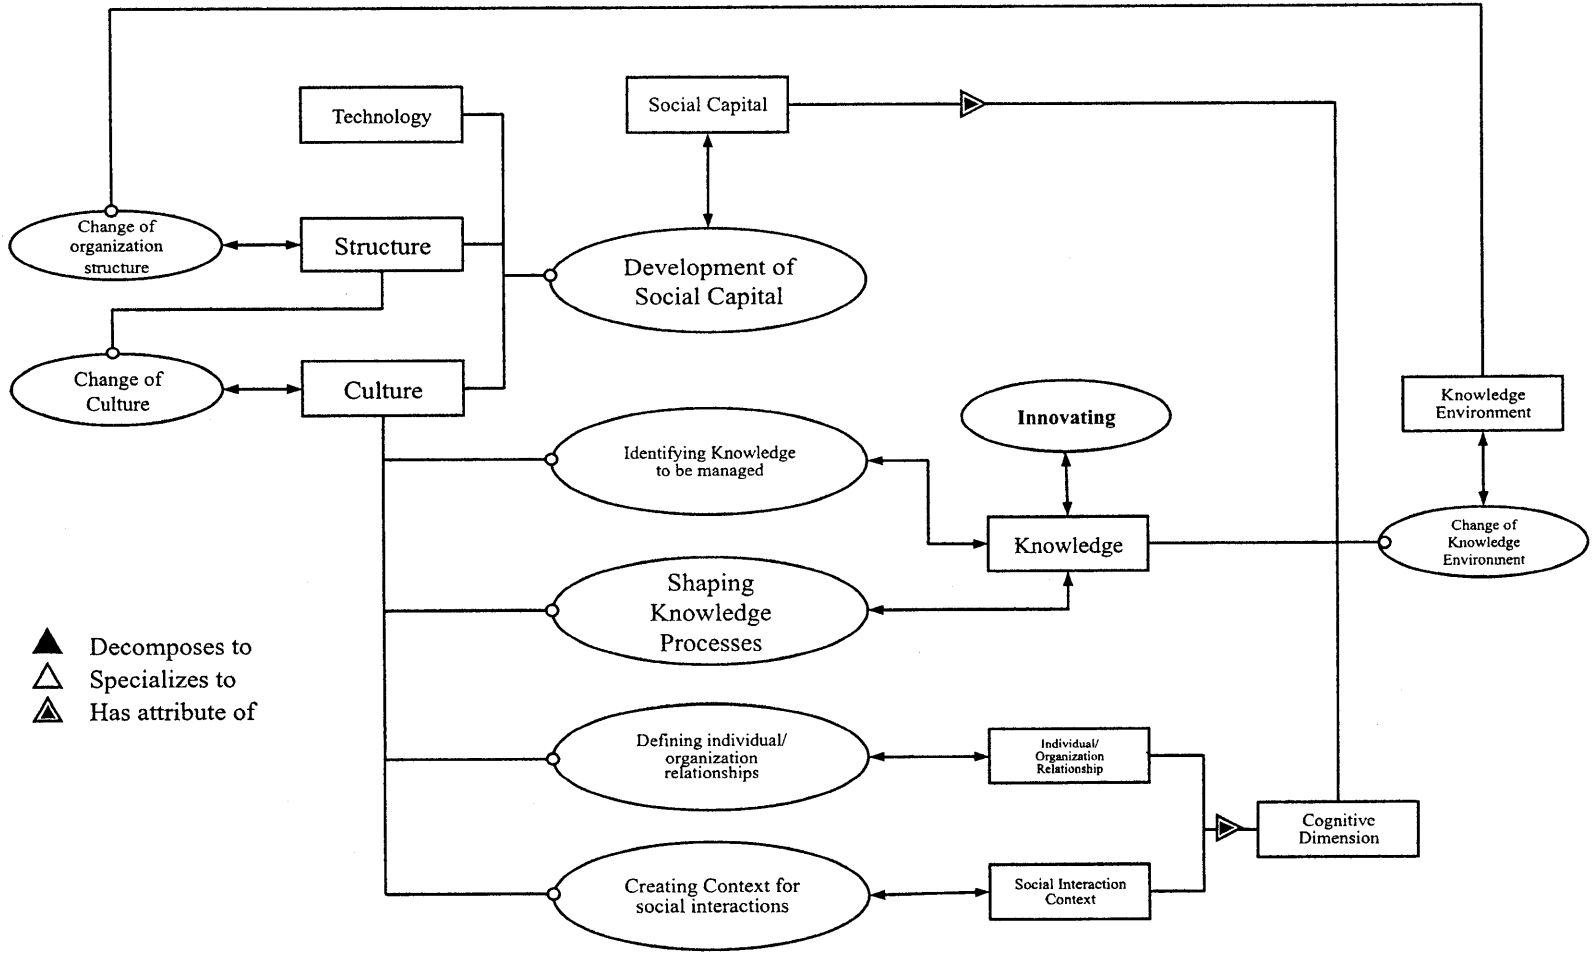 Technology
Social Capital
Change of
organization
structure
Structure
Development of
Social Capital
Change of
Culture
Culture
Identifying Knowledge
to be managed
Innovating
Knowledge
Environment
Knowledge
Change of
Knowledge
Environment
Shaping
Knowledge
Processes
Decomposes to
Specializes to
Has attribute of
Defining individual/
organization
relationships
Individual/
Organization
Relationship
Cognitive
Dimension
Creating Context for
social interactions
Social Interaction
Context